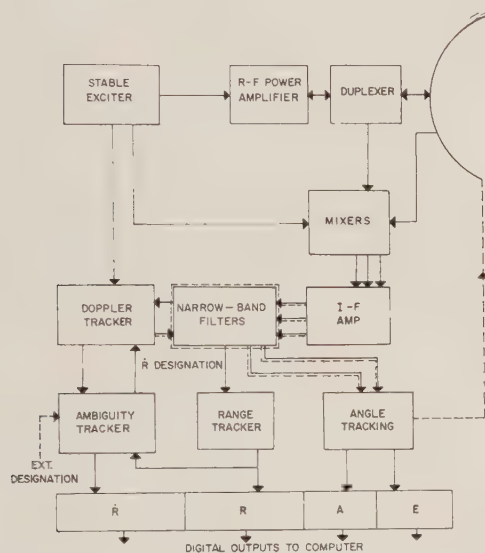 STABLE
EXCITER
R-F POWER
AMPLIFIER
DUPLEXER
MIXERS
DOPPLER
TRACKER
NARROW-BAND
FILTERS
I-F
AMP
Ṙ DESIGNATION
AMBIGUITY
TRACKER
RANGE
TRACKER
ANGLE
TRACKING
EXT.
DESIGNATION
Ṙ
R
A
E
DIGITAL OUTPUTS TO COMPUTER